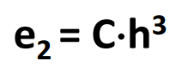 e₂ = C·h³